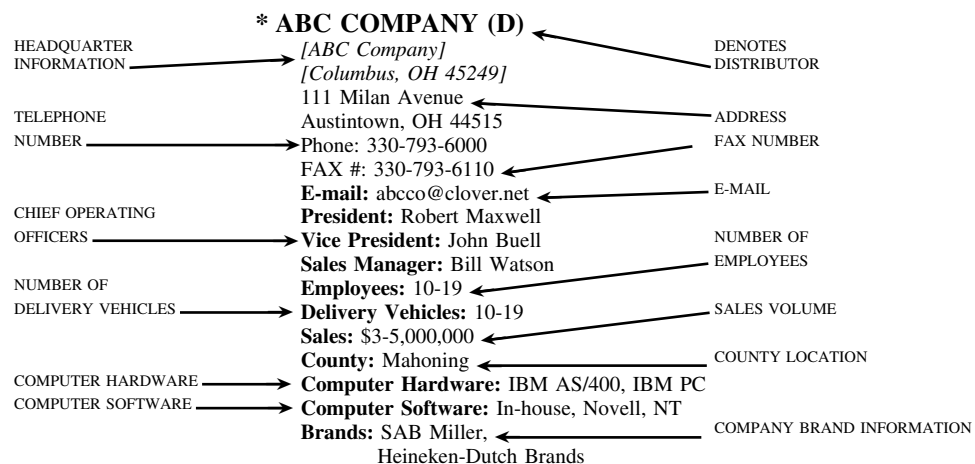 * ABC COMPANY (D)
HEADQUARTER
INFORMATION
[ABC Company]
[Columbus, OH 45249]
DENOTES
DISTRIBUTOR
111 Milan Avenue
TELEPHONE
Austintown, OH 44515
ADDRESS
NUMBER
Phone: 330-793-6000
FAX NUMBER
FAX #: 330-793-6110
E-mail: abcco@clover.net
E-MAIL
CHIEF OPERATING
President: Robert Maxwell
OFFICERS
Vice President: John Buell
NUMBER OF
Sales Manager: Bill Watson
EMPLOYEES
NUMBER OF
Employees: 10-19
DELIVERY VEHICLES
Delivery Vehicles: 10-19
SALES VOLUME
Sales: $3-5,000,000
County: Mahoning
COUNTY LOCATION
COMPUTER HARDWARE
Computer Hardware: IBM AS/400, IBM PC
COMPUTER SOFTWARE
Computer Software: In-house, Novell, NT
Brands: SAB Miller,
COMPANY BRAND INFORMATION
Heineken-Dutch Brands